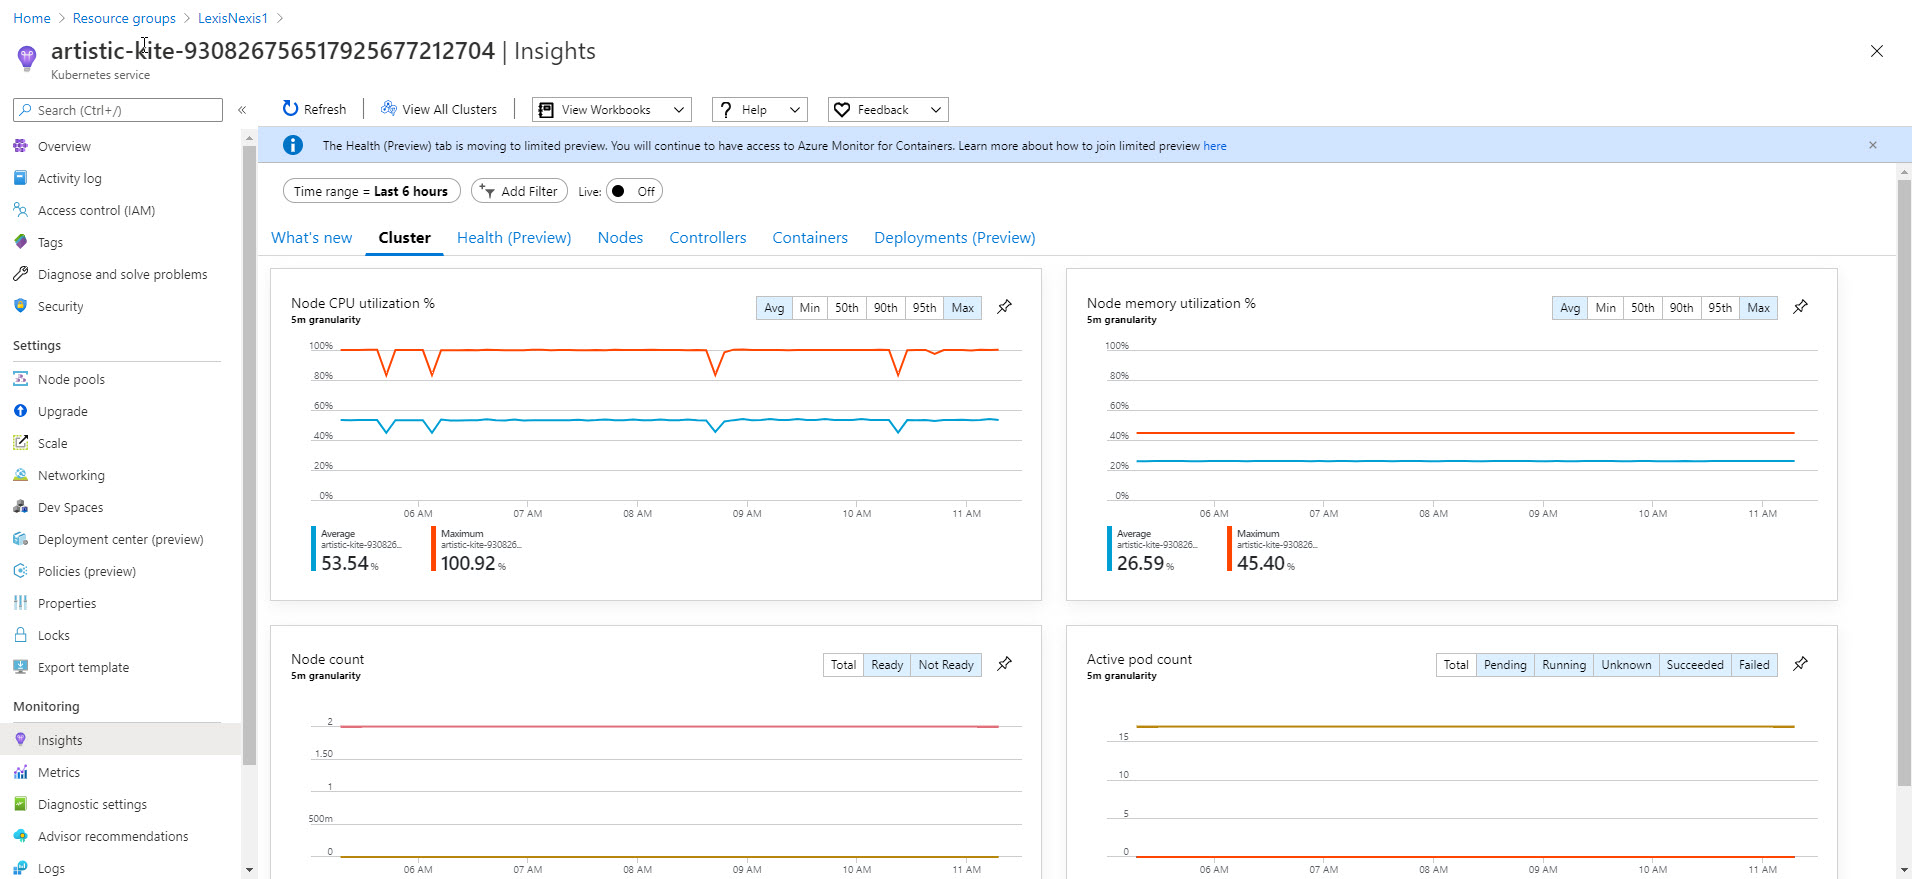 Home > Resource groups > LexisNexis1 >
artistic-kite-930826756517925677212704 | Insights
Kubernetes service
Search (Ctrl+/)
«
Overview
Activity log
Access control (IAM)
Tags
Diagnose and solve problems
Security
Settings
Node pools
Upgrade
Scale
Networking
Dev Spaces
Deployment center (preview)
Policies (preview)
Properties
Locks
Export template
Monitoring
Insights
Metrics
Diagnostic settings
Advisor recommendations
Logs
Refresh
View All Clusters
View Workbooks
Help
Feedback
The Health (Preview) tab is moving to limited preview. You will continue to have access to Azure Monitor for Containers. Learn more about how to join limited preview here
Time range = Last 6 hours
Add Filter
Live: Off
What's new
Cluster
Health (Preview)
Nodes
Controllers
Containers
Deployments (Preview)
Node CPU utilization %
5m granularity
Avg Min 50th 90th 95th Max
100%
80%
60%
40%
20%
0%
06 AM 07 AM 08 AM 09 AM 10 AM 11 AM
Average
artistic-kite-930826...
53.54 %
Maximum
artistic-kite-930826...
100.92 %
Node memory utilization %
5m granularity
Avg Min 50th 90th 95th Max
100%
80%
60%
40%
20%
0%
06 AM 07 AM 08 AM 09 AM 10 AM 11 AM
Average
artistic-kite-930826...
26.59 %
Maximum
artistic-kite-930826...
45.40 %
Node count
5m granularity
Total Ready Not Ready
2
1.50
1
500m
0
06 AM 07 AM 08 AM 09 AM 10 AM 11 AM
Active pod count
5m granularity
Total Pending Running Unknown Succeeded Failed
15
10
5
0
06 AM 07 AM 08 AM 09 AM 10 AM 11 AM